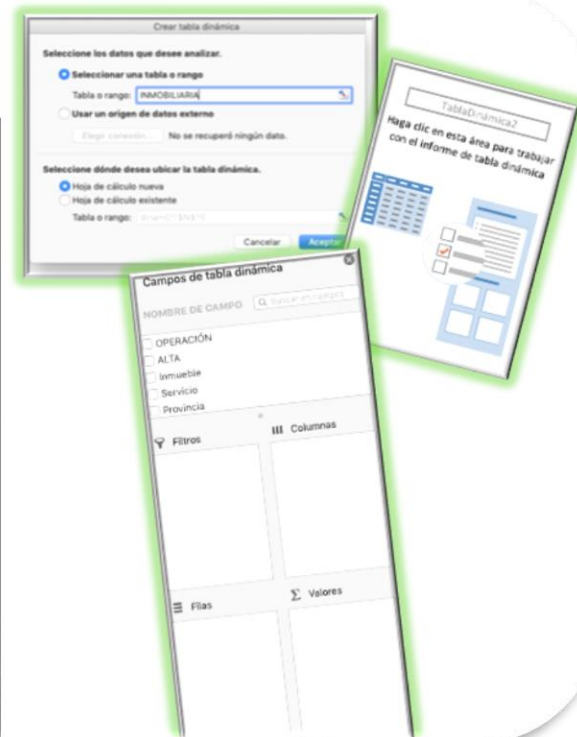 Crear tabla dinámica
Seleccione los datos que desee analizar.
Seleccionar una tabla o rango
Tabla o rango: INMOBILIARIA
Usar un origen de datos externo
Elegir conexión... No se recuperó ningún dato.
Seleccione dónde desea ubicar la tabla dinámica.
Hoja de cálculo nueva
Hoja de cálculo existente
Tabla o rango:
Cancelar Aceptar
TablaDinámica2
Haga clic en esta área para trabajar
con el informe de tabla dinámica
Campos de tabla dinámica
NOMBRE DE CAMPO Buscar en campos
OPERACIÓN
ALTA
Inmueble
Servicio
Provincia
Filtros
Columnas
Filas
Valores